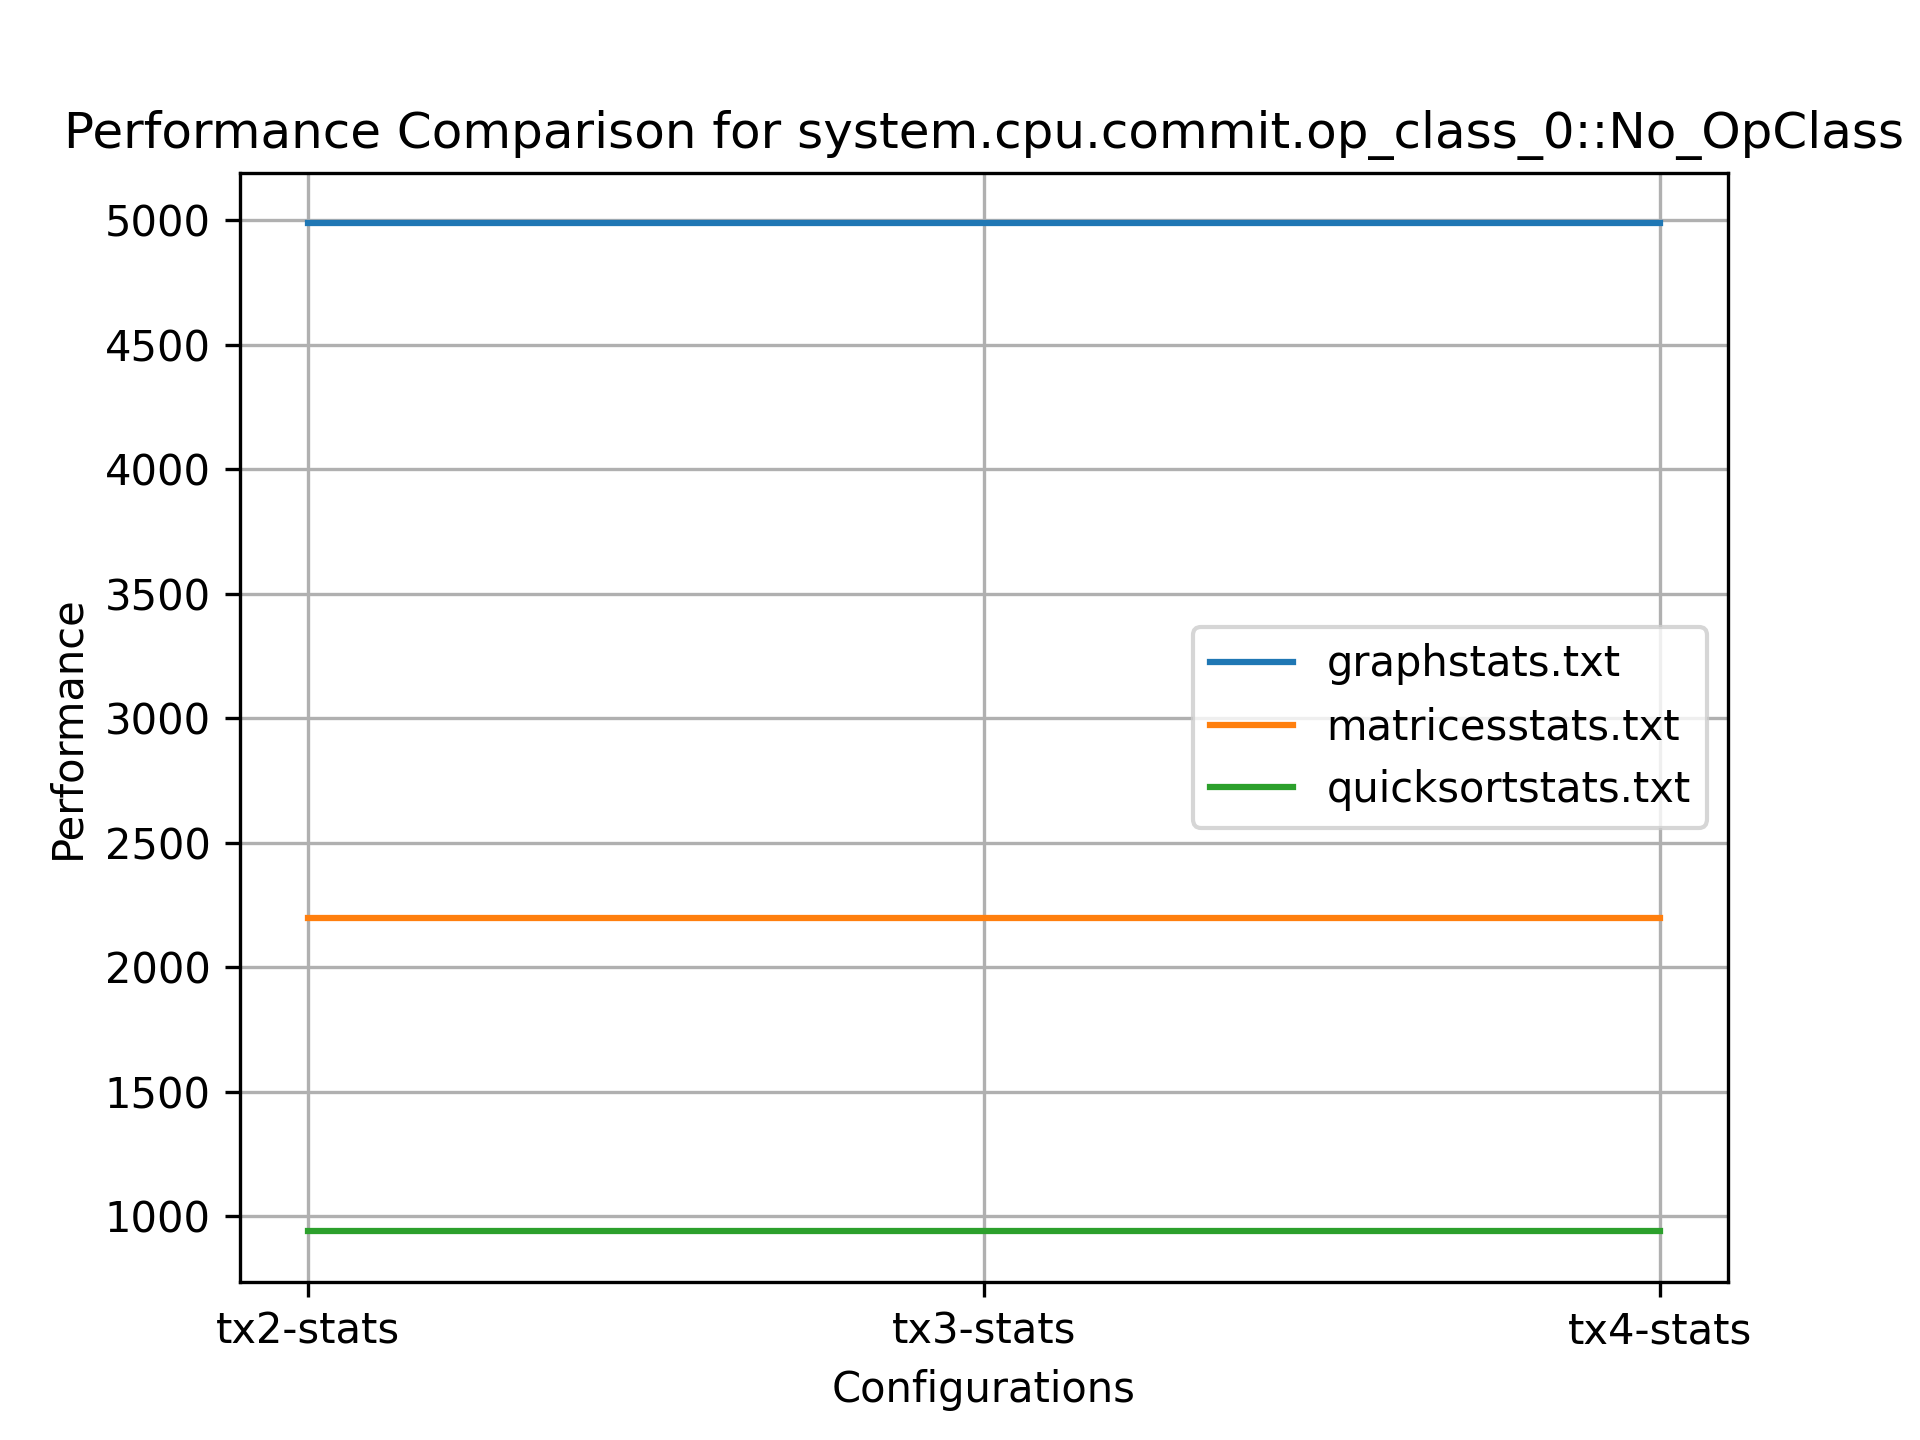 Performance Comparison for system.cpu.commit.op_class_0::No_OpClass
5000
4500
4000
3500
3000
2500
2000
1500
1000
Performance
graphstats.txt
matricesstats.txt
quicksortstats.txt
tx2-stats
tx3-stats
tx4-stats
Configurations